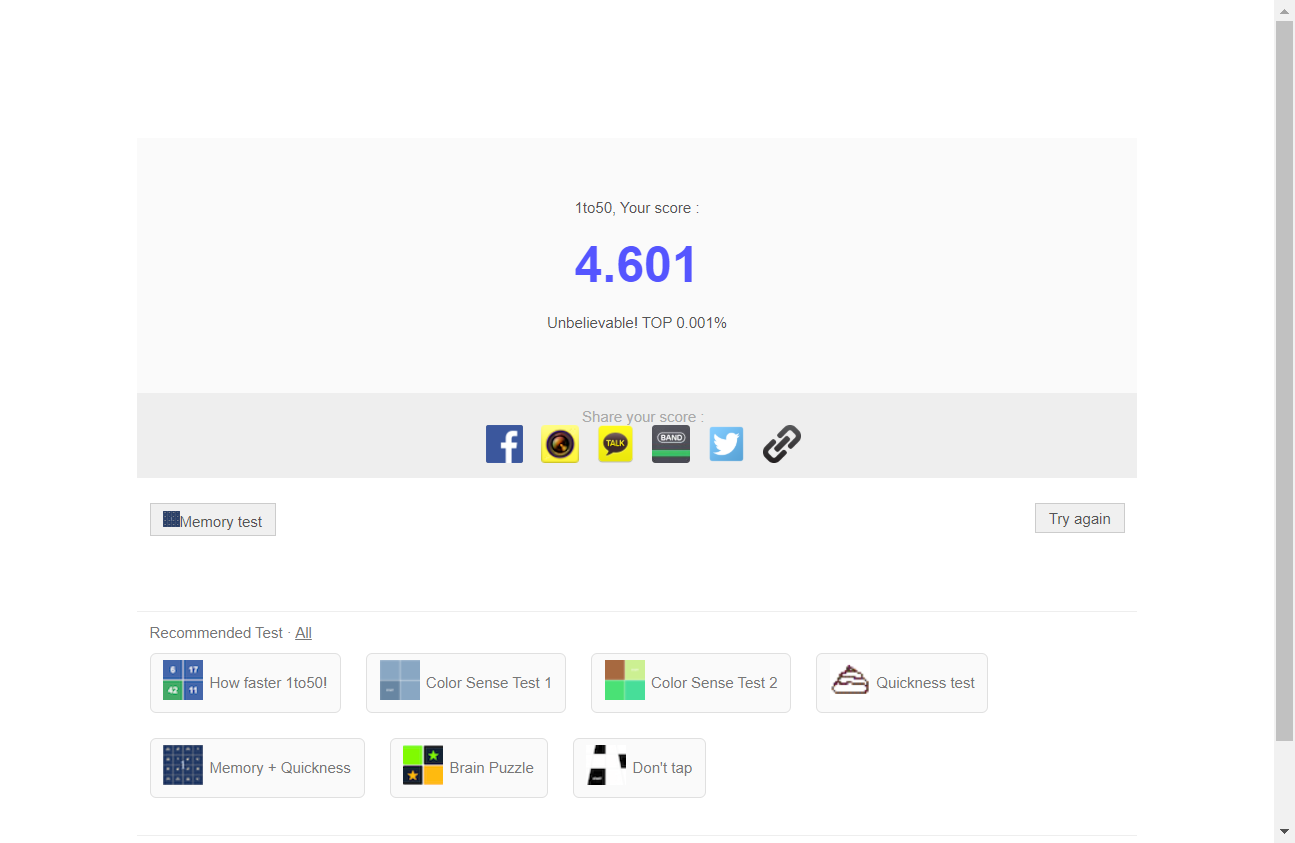 1to50, Your score :
4.601
Unbelievable! TOP 0.001%
Share your score :
TALK
BAND
Memory test
Try again
Recommended Test · All
6 17
42 11
How faster 1to50!
Color Sense Test 1
Color Sense Test 2
Quickness test
Memory + Quickness
Brain Puzzle
Don't tap